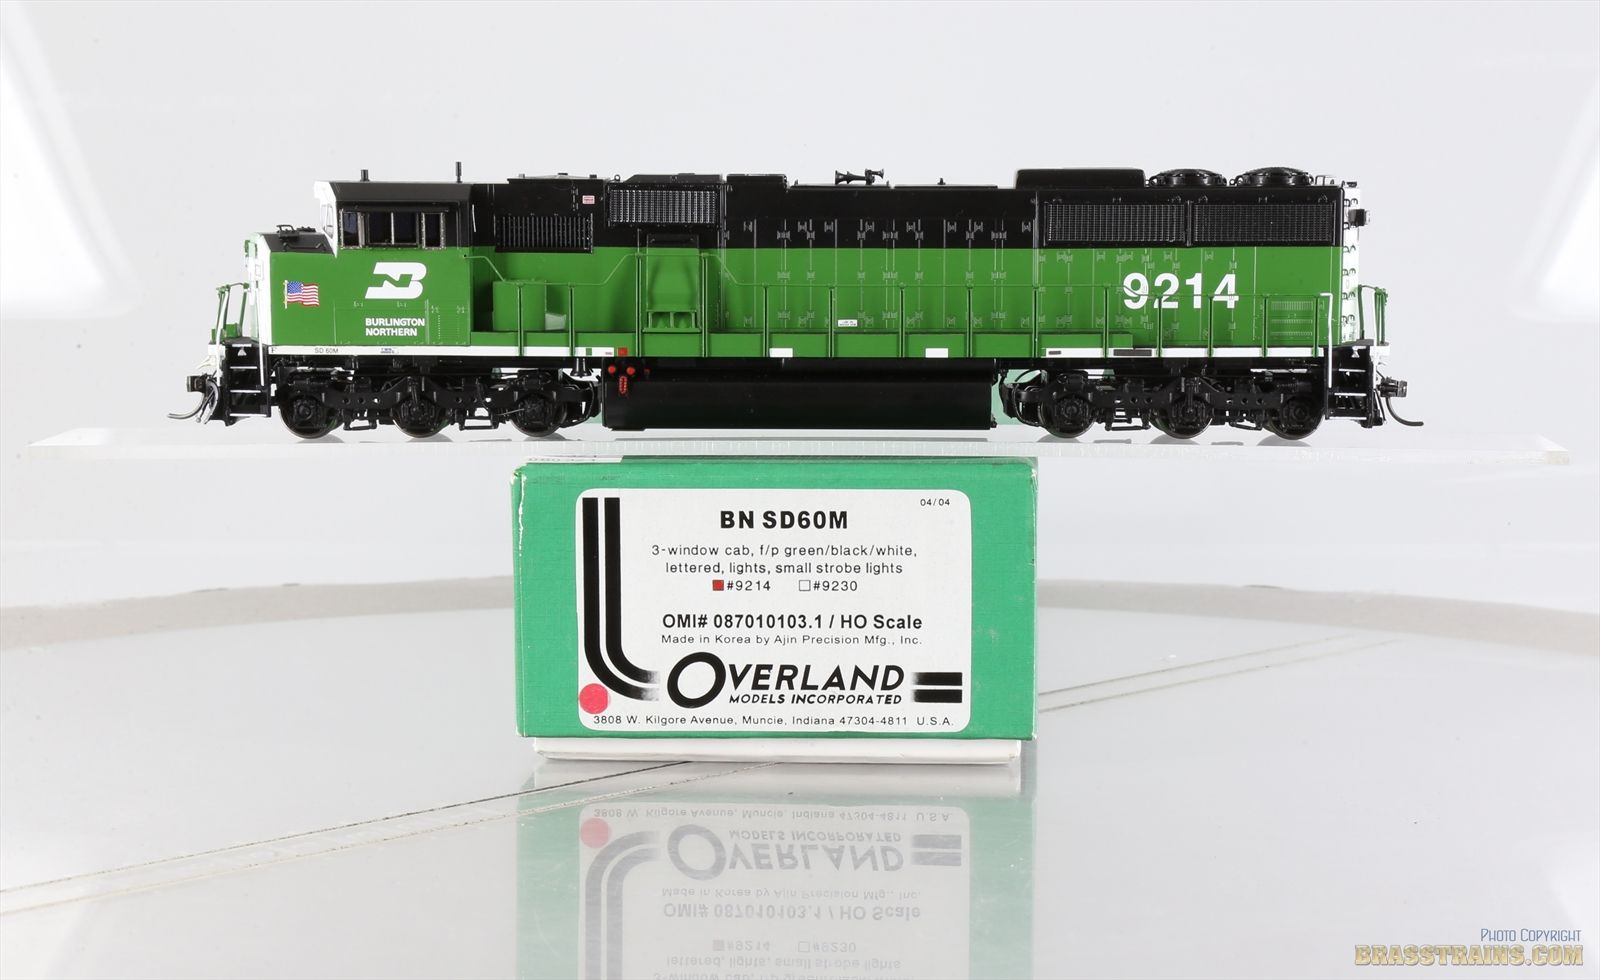 BURLINGTON
NORTHERN
9214
F
SD 60M
04/04
BN SD60M
3-window cab, f/p green/black/white,
lettered, lights, small strobe lights
#9214 #9230
OMI# 087010103.1 / HO Scale
Made in Korea by Ajin Precision Mfg., Inc.
OVERLAND
MODELS INCORPORATED
3808 W. Kilgore Avenue, Muncie, Indiana 47304-4811 U.S.A.
PHOTO COPYRIGHT
BRASSTRAINS.COM